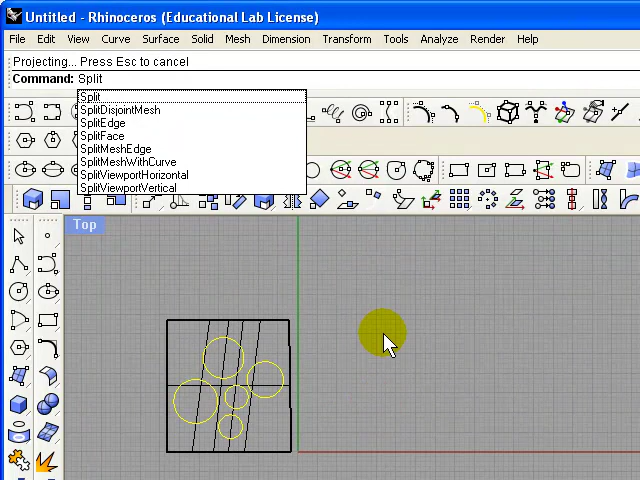 Untitled - Rhinoceros (Educational Lab License)
File Edit View Curve Surface Solid Mesh Dimension Transform Tools Analyze Render Help
Projecting... Press Esc to cancel
Command: Split
Split
SplitDisjointMesh
SplitEdge
SplitFace
SplitMeshEdge
SplitMeshWithCurve
SplitViewportHorizontal
SplitViewportVertical
Top